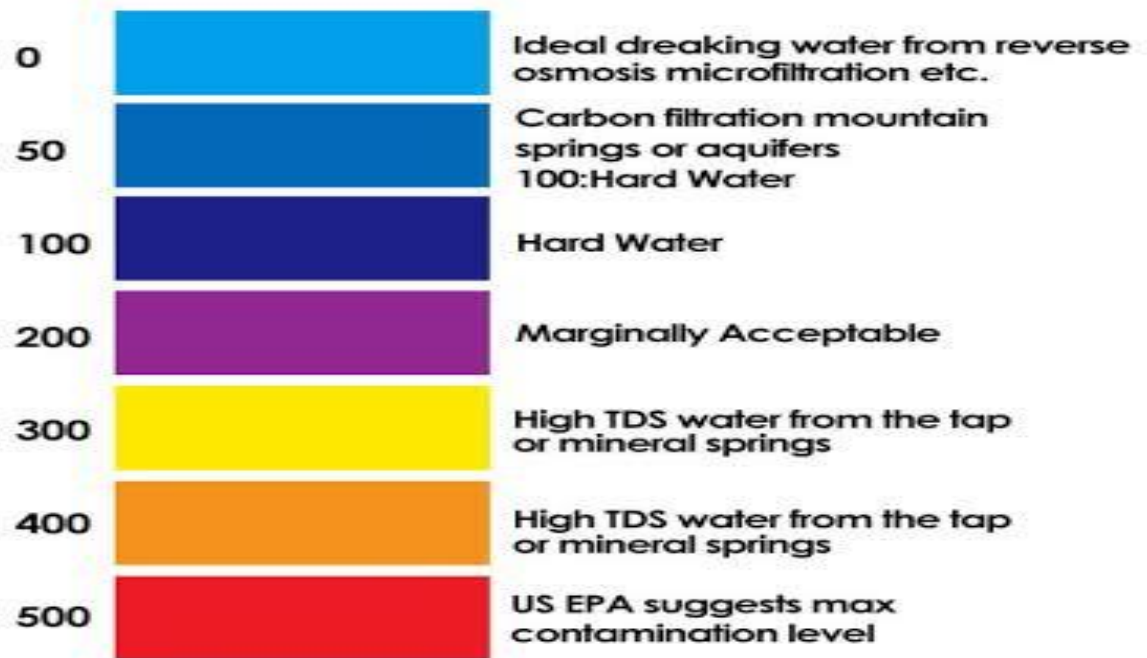 0
Ideal dreaking water from reverse
osmosis microfiltration etc.
50
Carbon filtration mountain
springs or aquifers
100:Hard Water
100
Hard Water
200
Marginally Acceptable
300
High TDS water from the tap
or mineral springs
400
High TDS water from the tap
or mineral springs
500
US EPA suggests max
contamination level